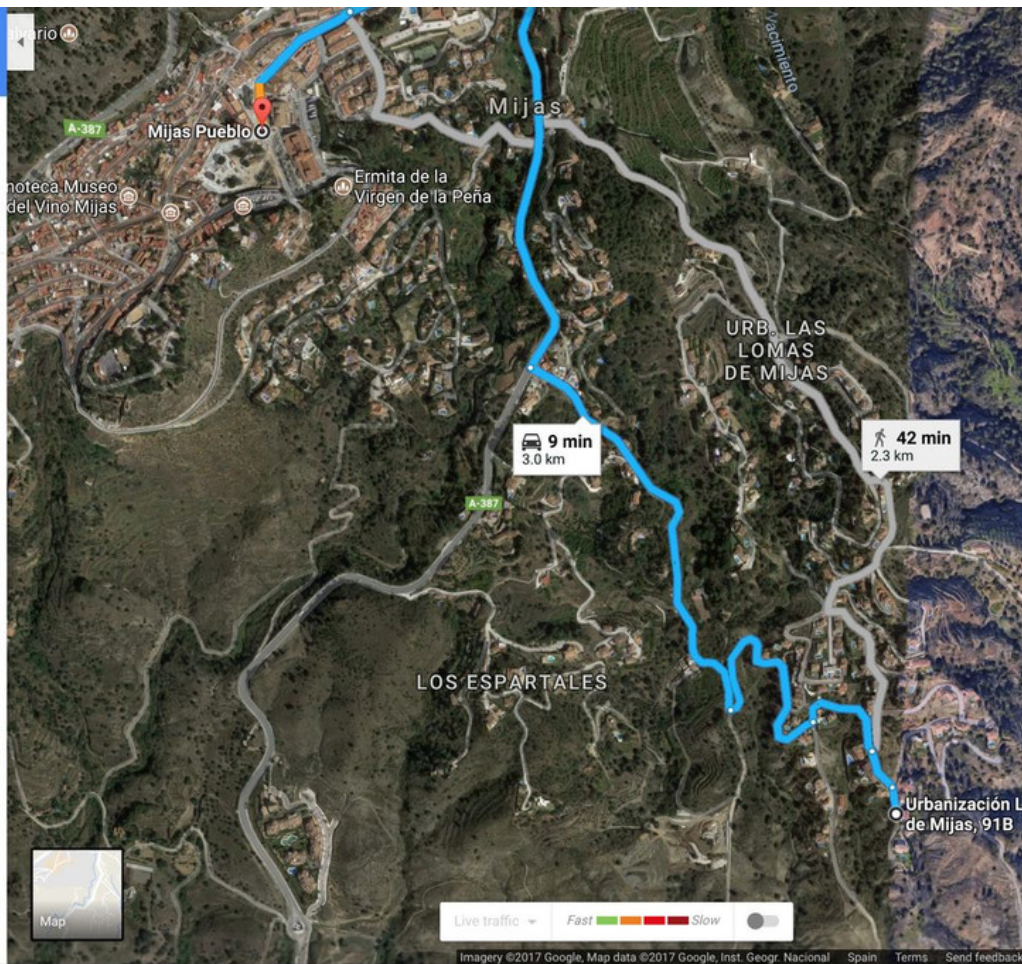 A-387
Mijas Pueblo
Mijas
Ermita de la
Virgen de la Peña
noteca Museo
del Vino Mijas
URB. LAS
LOMAS
DE MIJAS
9 min
3.0 km
42 min
2.3 km
A-387
LOS ESPARTALES
Urbanización L
de Mijas, 91B
Map
Live traffic
Fast
Slow
Imagery ©2017 Google, Map data ©2017 Google, Inst. Geogr. Nacional
Spain
Terms
Send feedback